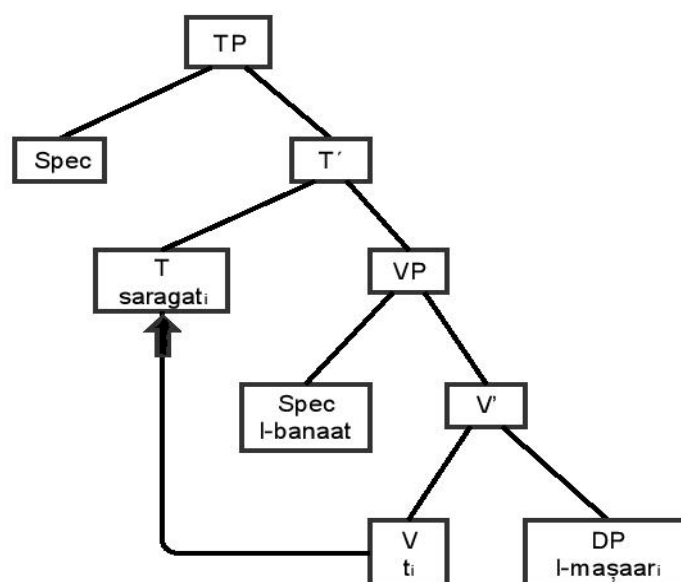 TP
Spec
T´
T
saragatᵢ
VP
Spec
l-banaat
V'
V
tᵢ
DP
l-maṣaarᵢ